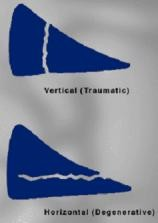 Vertical (Traumatic)
Horizontal (Degenerative)